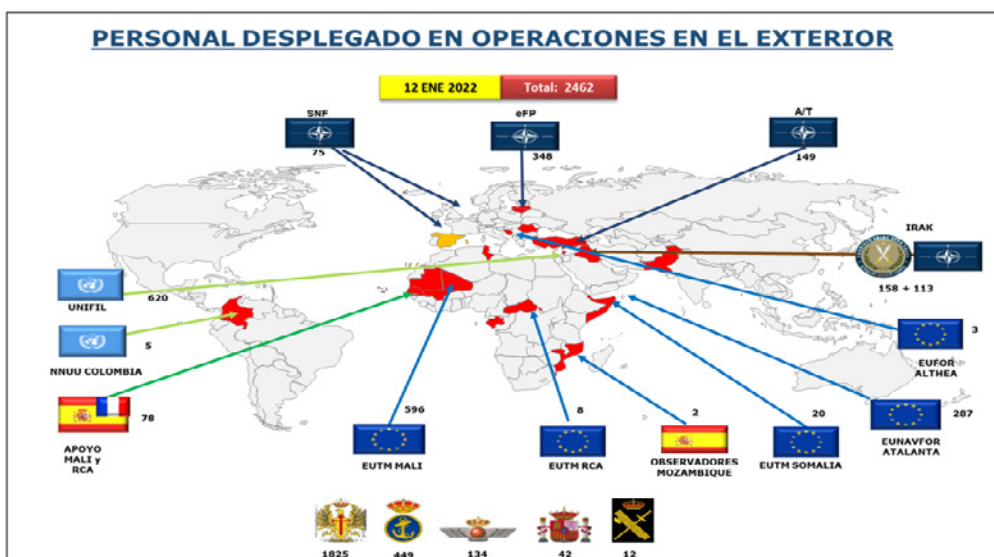 PERSONAL DESPLEGADO EN OPERACIONES EN EL EXTERIOR
12 ENE 2022
Total: 2462
SNF
75
eFP
348
A/T
149
IRAK
158 + 113
UNIFIL
620
NNUU COLOMBIA
5
APOYO
MALI y
RCA
78
596
EUTM MALI
8
EUTM RCA
2
OBSERVADORES
MOZAMBIQUE
20
EUTM SOMALIA
287
EUNAVFOR
ATALANTA
3
EUFOR
ALTHEA
1825
449
134
42
12